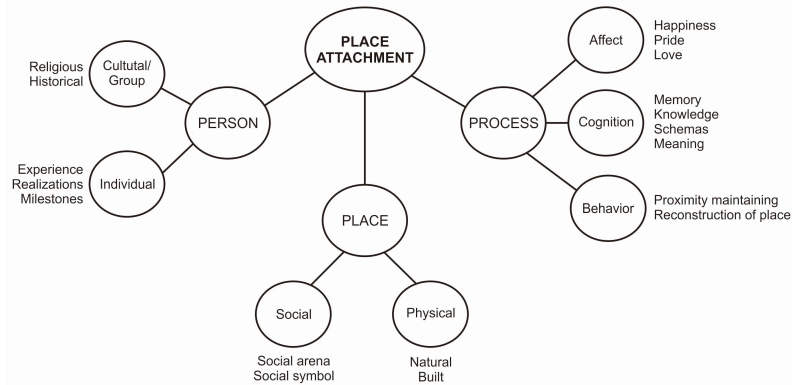 PLACE
ATTACHMENT
Religious
Historical
Cultutal/
Group
PERSON
Experience
Realizations
Milestones
Individual
PLACE
Social
Social arena
Social symbol
Physical
Natural
Built
PROCESS
Affect
Happiness
Pride
Love
Cognition
Memory
Knowledge
Schemas
Meaning
Behavior
Proximity maintaining
Reconstruction of place